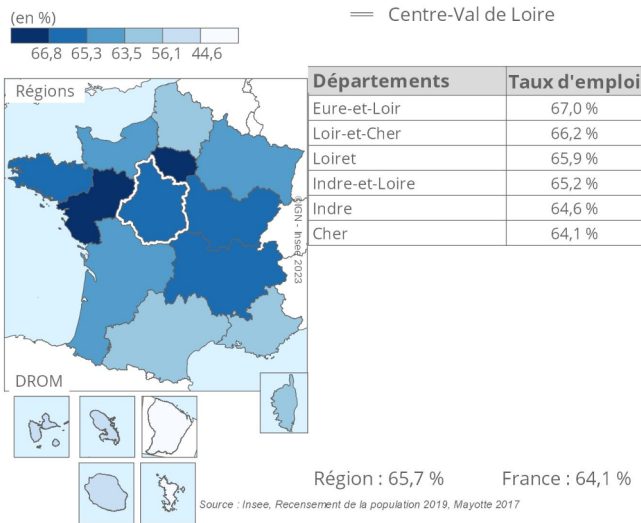 (en %)
66,8 65,3 63,5 56,1 44,6
Centre-Val de Loire
Régions
©IGN - Insee 2023
DROM
Départements Taux d'emploi
Eure-et-Loir 67,0 %
Loir-et-Cher 66,2 %
Loiret 65,9 %
Indre-et-Loire 65,2 %
Indre 64,6 %
Cher 64,1 %
Région : 65,7 % France : 64,1 %
Source : Insee, Recensement de la population 2019, Mayotte 2017